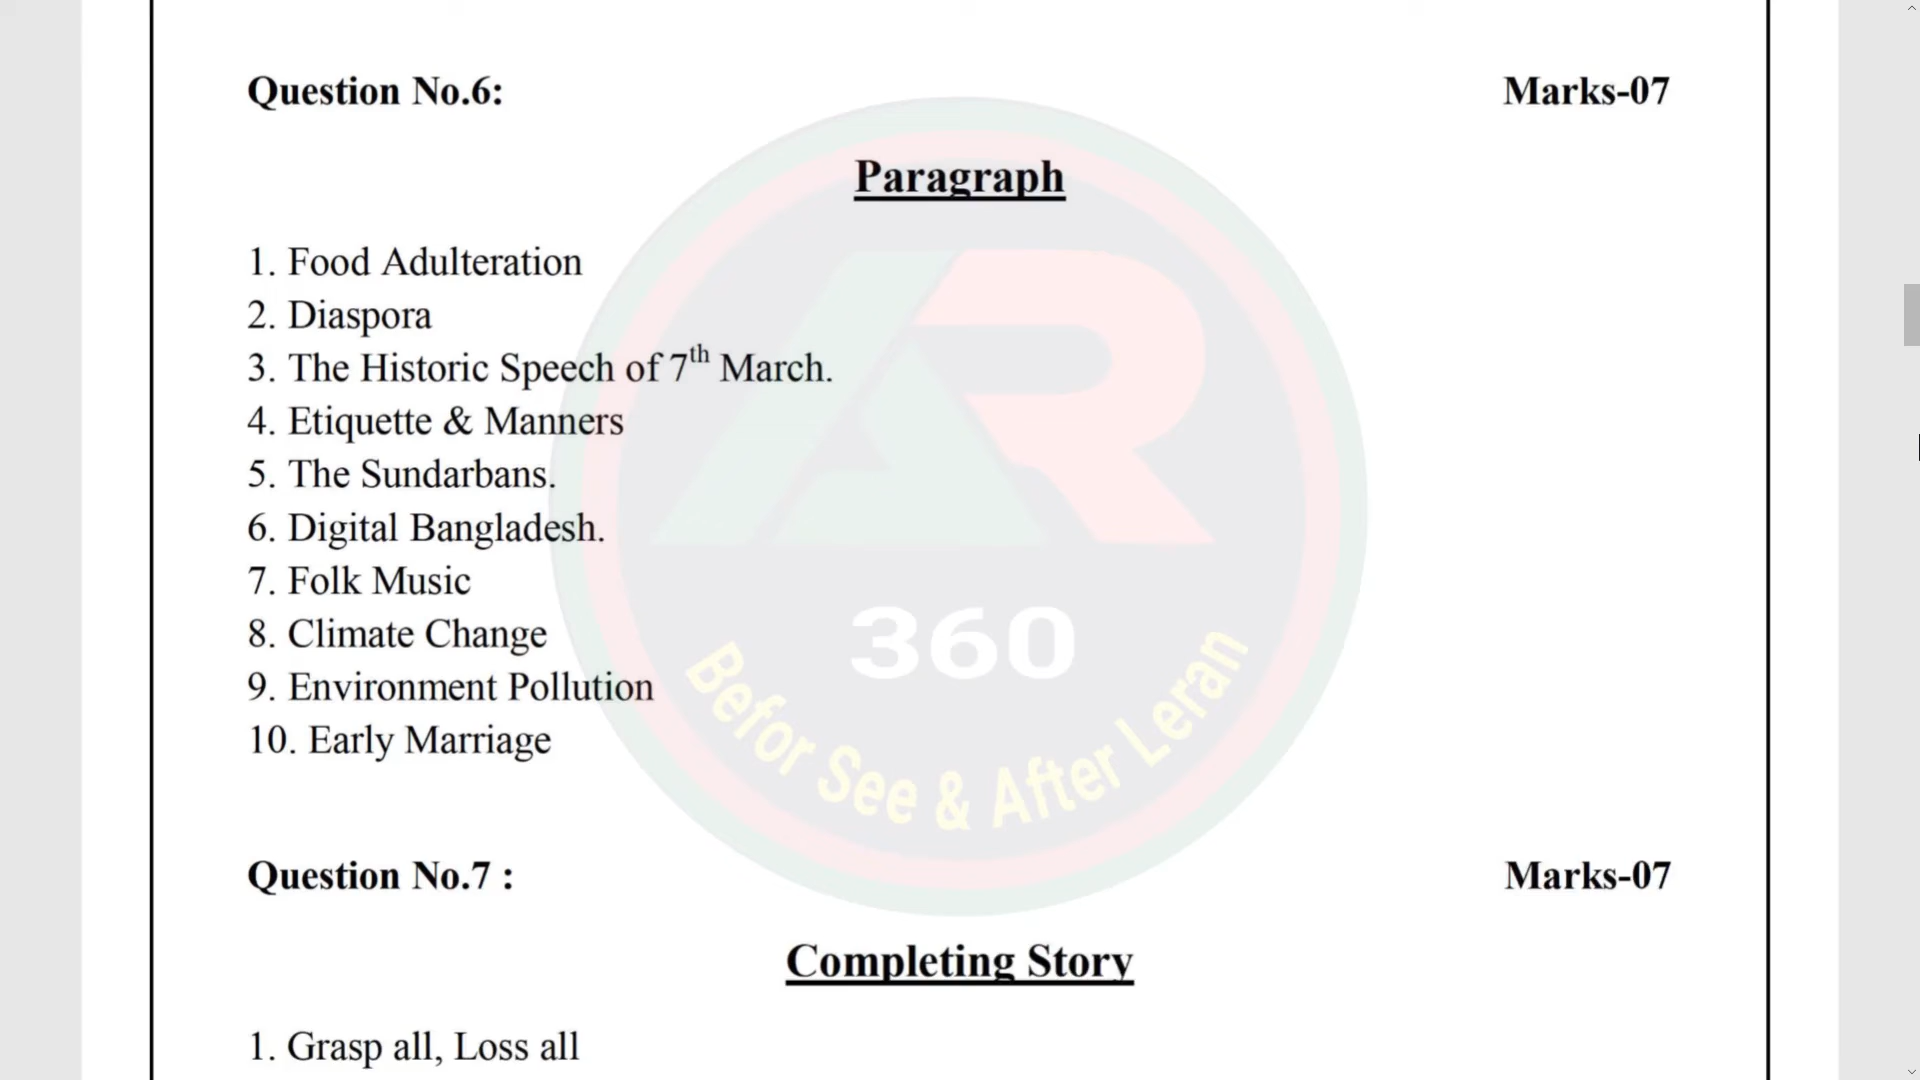 Question No.6: Marks-07
Paragraph
1. Food Adulteration
2. Diaspora
3. The Historic Speech of 7th March.
4. Etiquette & Manners
5. The Sundarbans.
6. Digital Bangladesh.
7. Folk Music
8. Climate Change
9. Environment Pollution
10. Early Marriage
AR
360
Befor See & After Leran
Question No.7 : Marks-07
Completing Story
1. Grasp all, Loss all